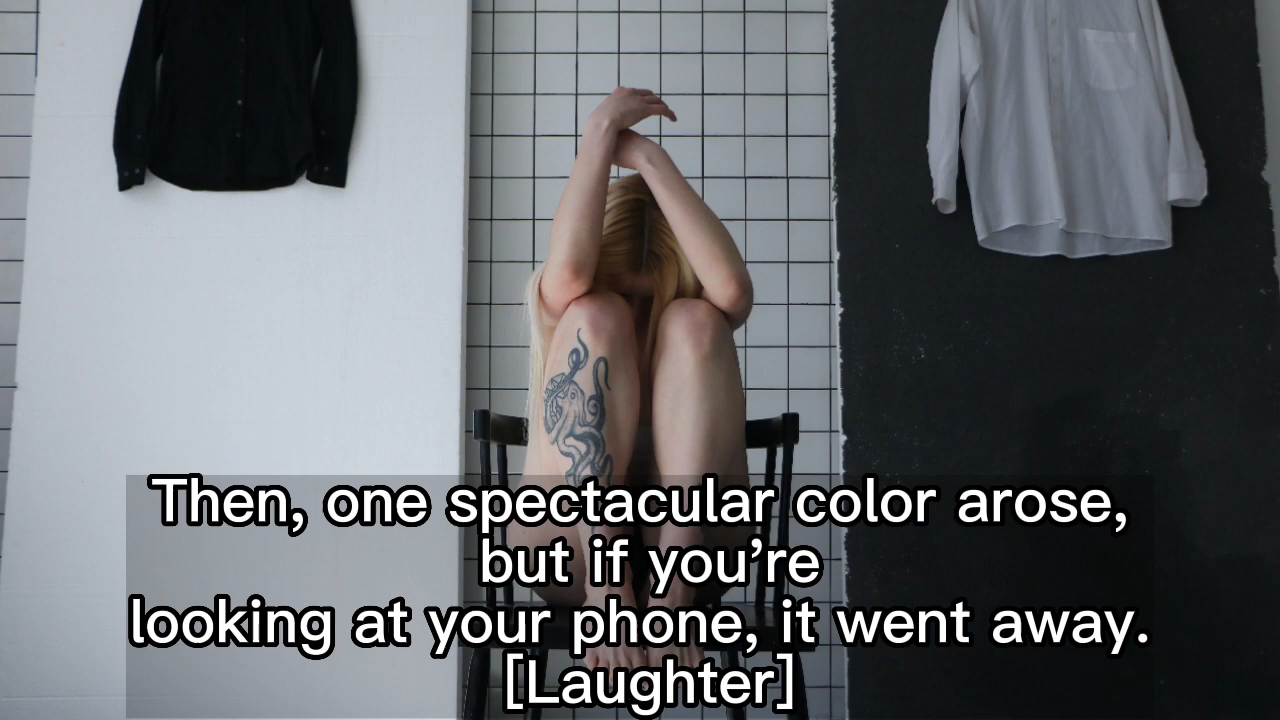 Then, one spectacular color arose,
but if you’re
looking at your phone, it went away.
[Laughter]